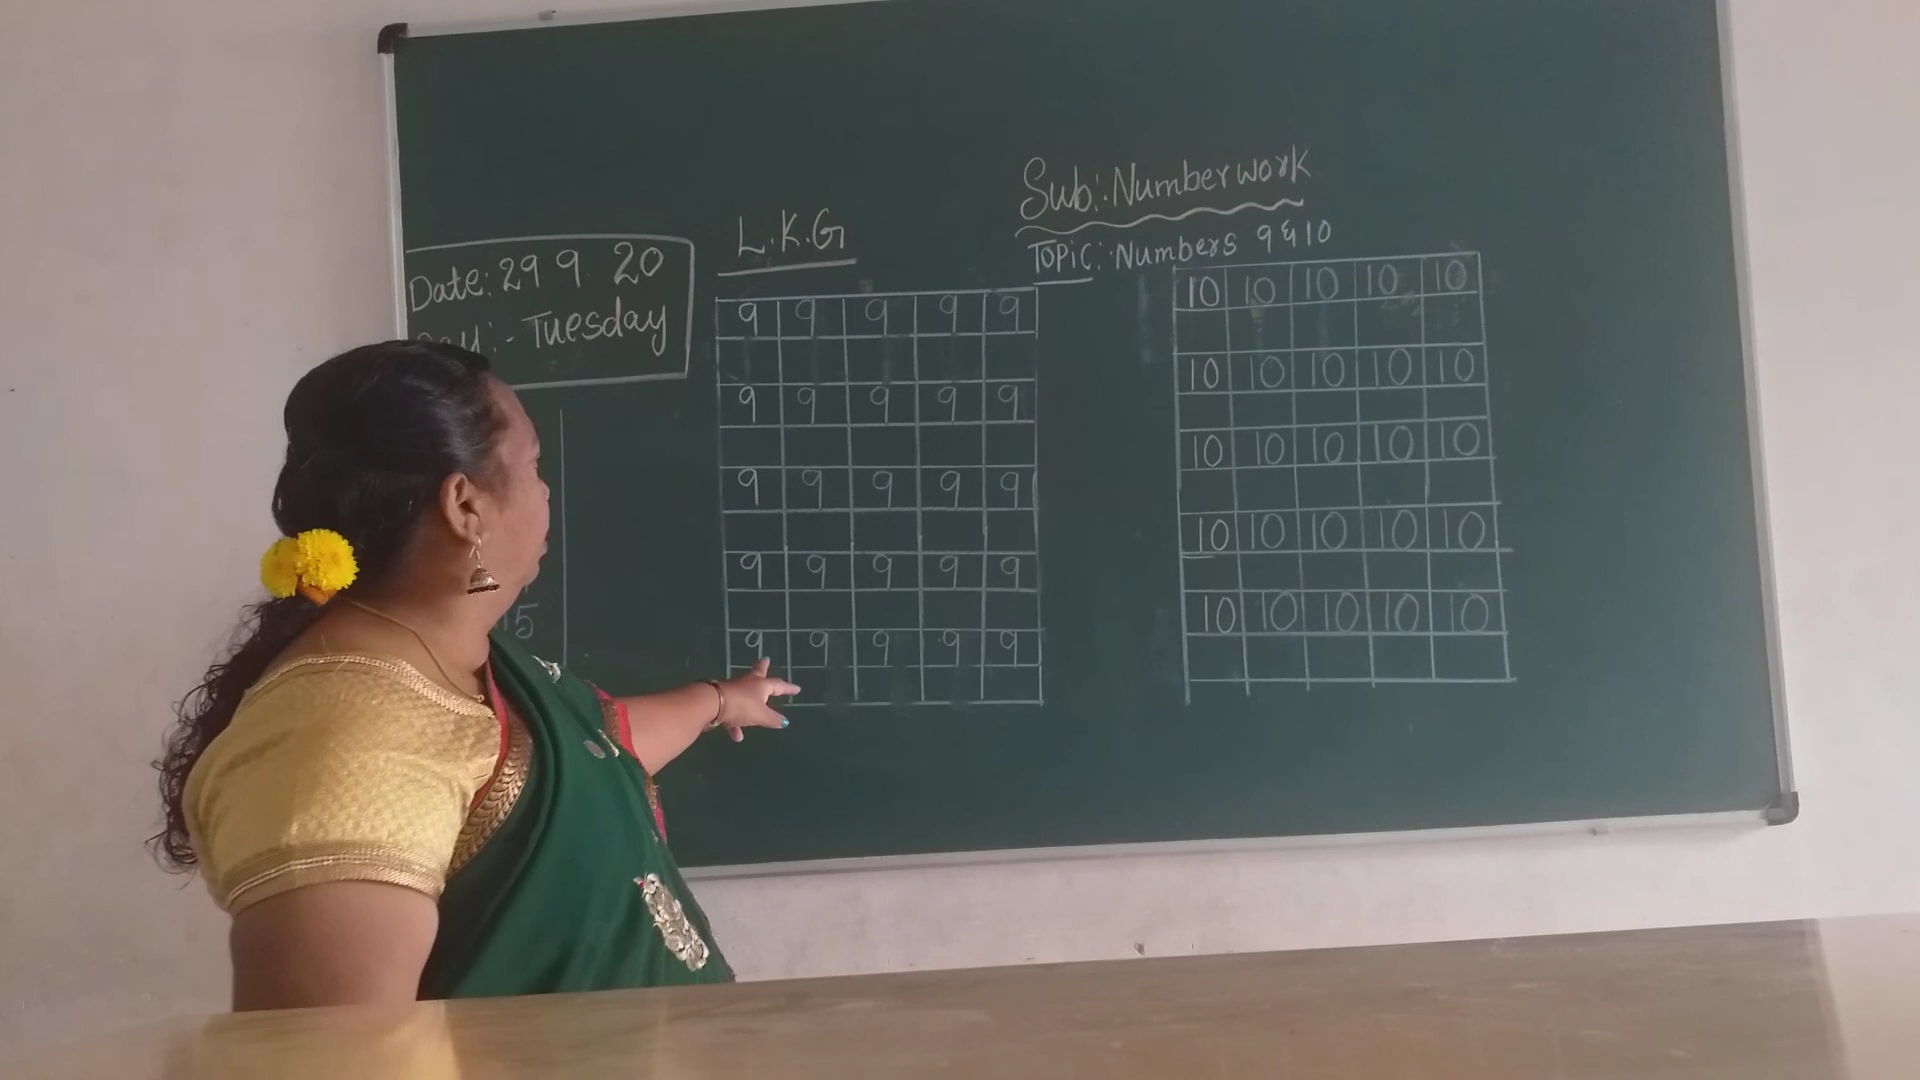 Date: 29 9 20
Day:- Tuesday
L.K.G
Sub:-Number work
Topic:-Numbers 9 & 10
9 9 9 9 9
9 9 9 9 9
9 9 9 9 9
9 9 9 9 9
9 9 9 9 9
10 10 10 10 10
10 10 10 10 10
10 10 10 10 10
10 10 10 10 10
10 10 10 10 10